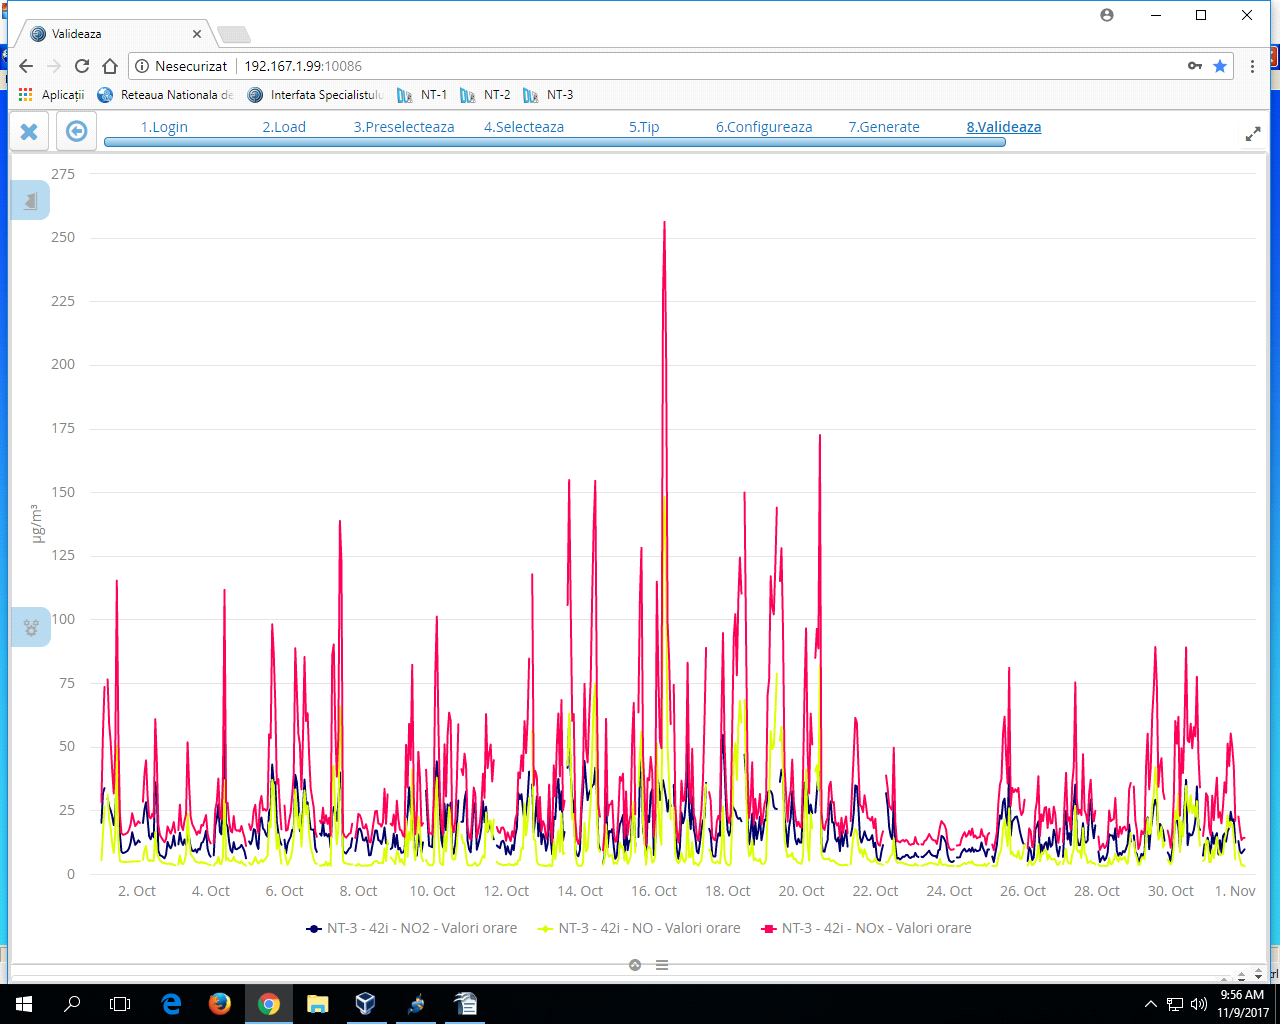 Valideaza
Nesecurizat 192.167.1.99:10086
Aplicații Reteaua Nationala de Interfata Specialistulu NT-1 NT-2 NT-3
1.Login 2.Load 3.Preselecteaza 4.Selecteaza 5.Tip 6.Configureaza 7.Generate 8.Valideaza
275
250
225
200
175
150
125
100
75
50
25
0
µg/m³
2. Oct 4. Oct 6. Oct 8. Oct 10. Oct 12. Oct 14. Oct 16. Oct 18. Oct 20. Oct 22. Oct 24. Oct 26. Oct 28. Oct 30. Oct 1. Nov
NT-3 - 42i - NO2 - Valori orare NT-3 - 42i - NO - Valori orare NT-3 - 42i - NOx - Valori orare
9:56 AM
11/9/2017